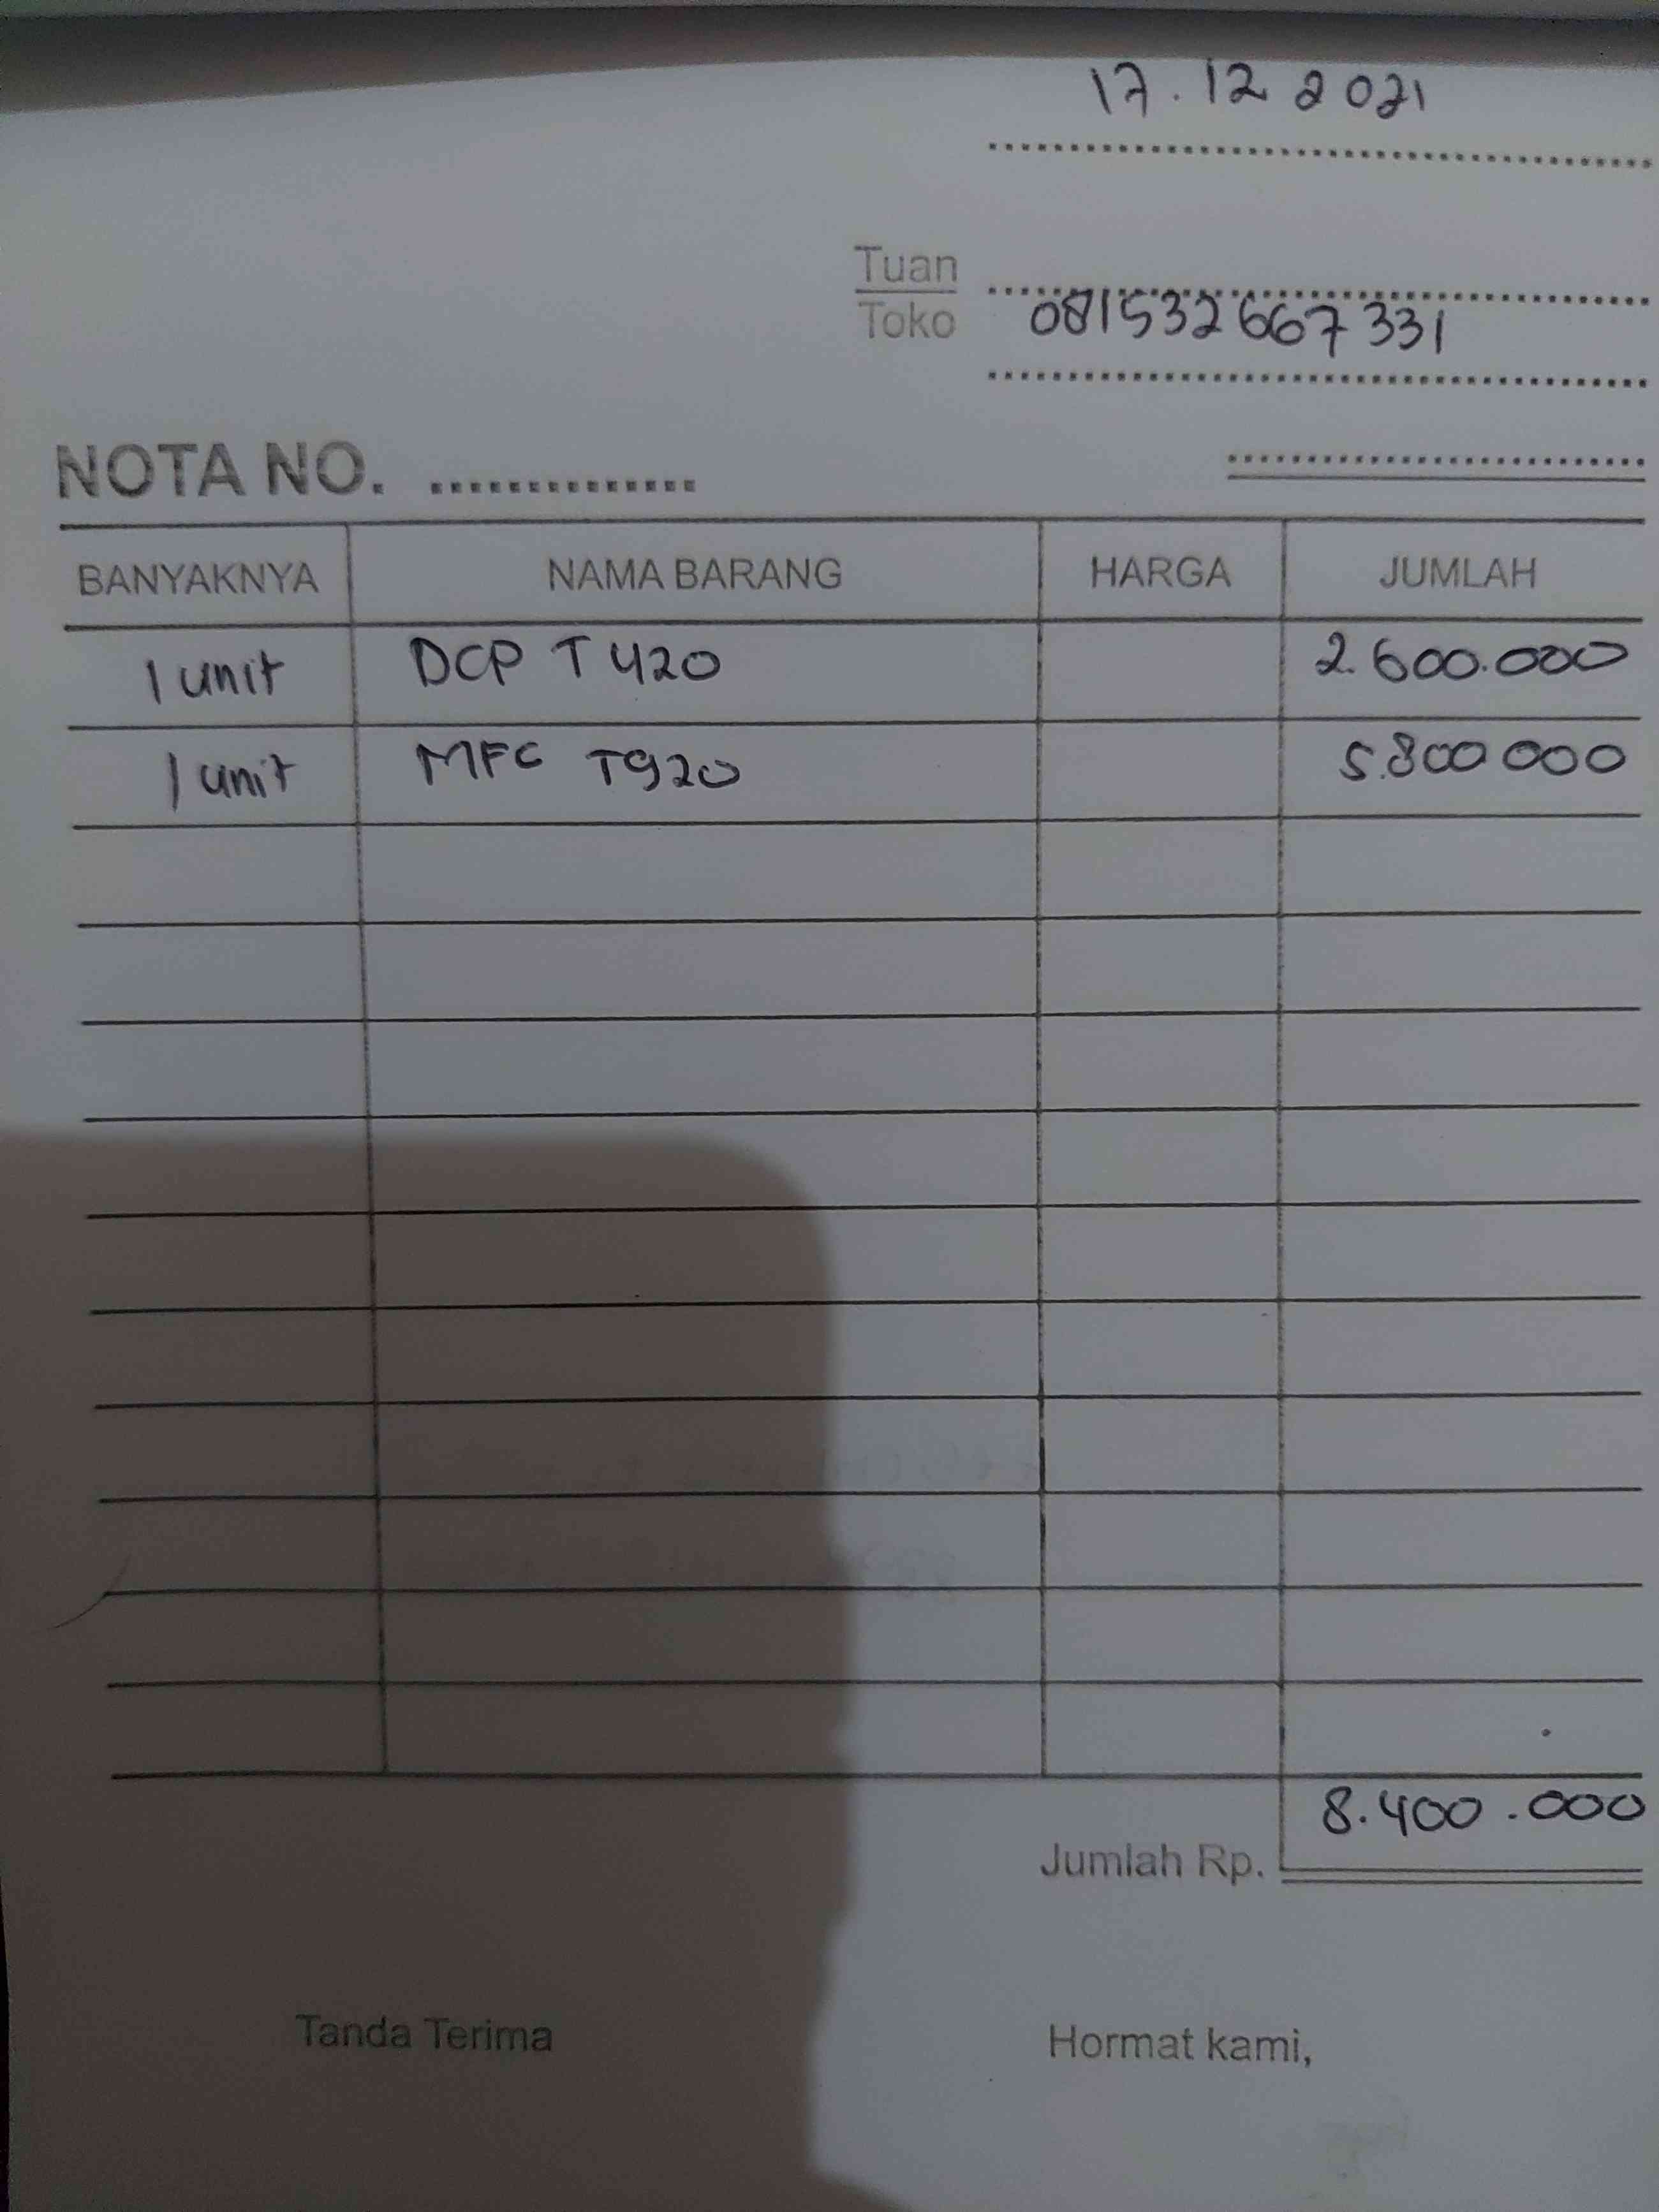 17.12 2021
Tuan
Toko 081532667331
NOTA NO. ..............
BANYAKNYA NAMA BARANG HARGA JUMLAH
1 unit DCP T420 2.600.000
1 unit MFC T920 5.800 000
Jumlah Rp. 8.400.000
Tanda Terima Hormat kami,